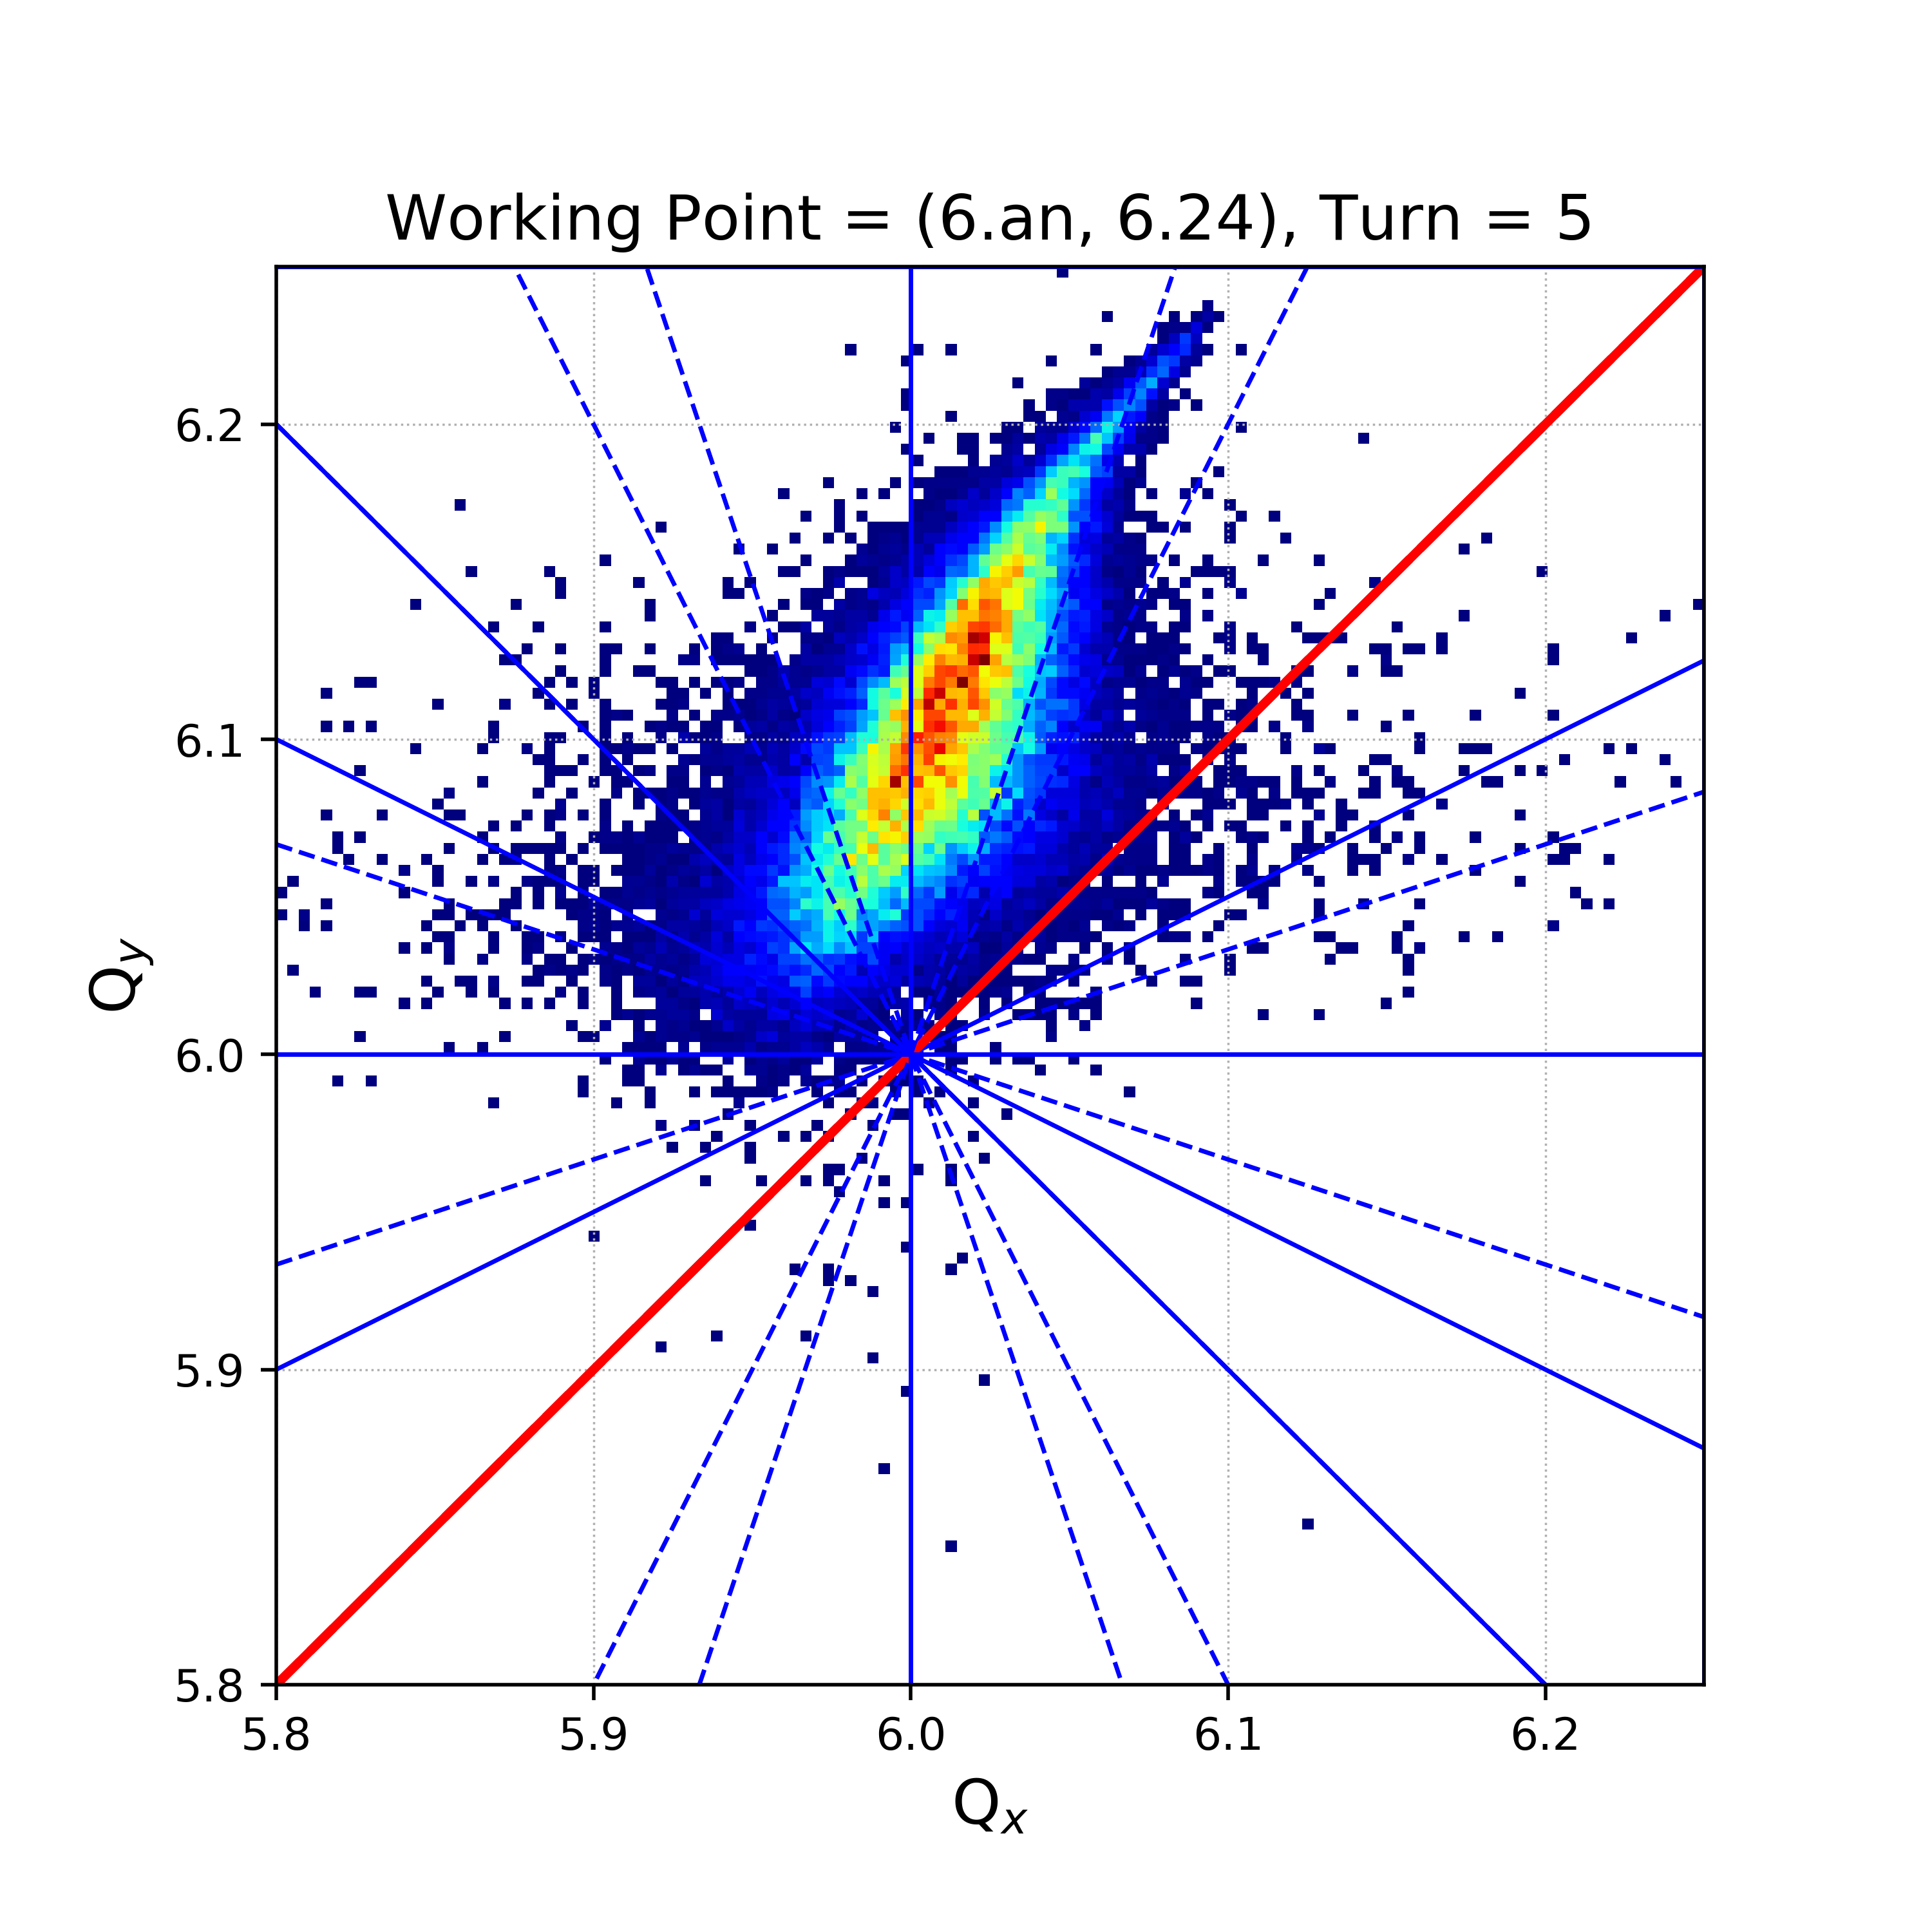 Working Point = (6.an, 6.24), Turn = 5
6.2
6.1
6.0
5.9
5.8
Qy
5.8 5.9 6.0 6.1 6.2
Qx